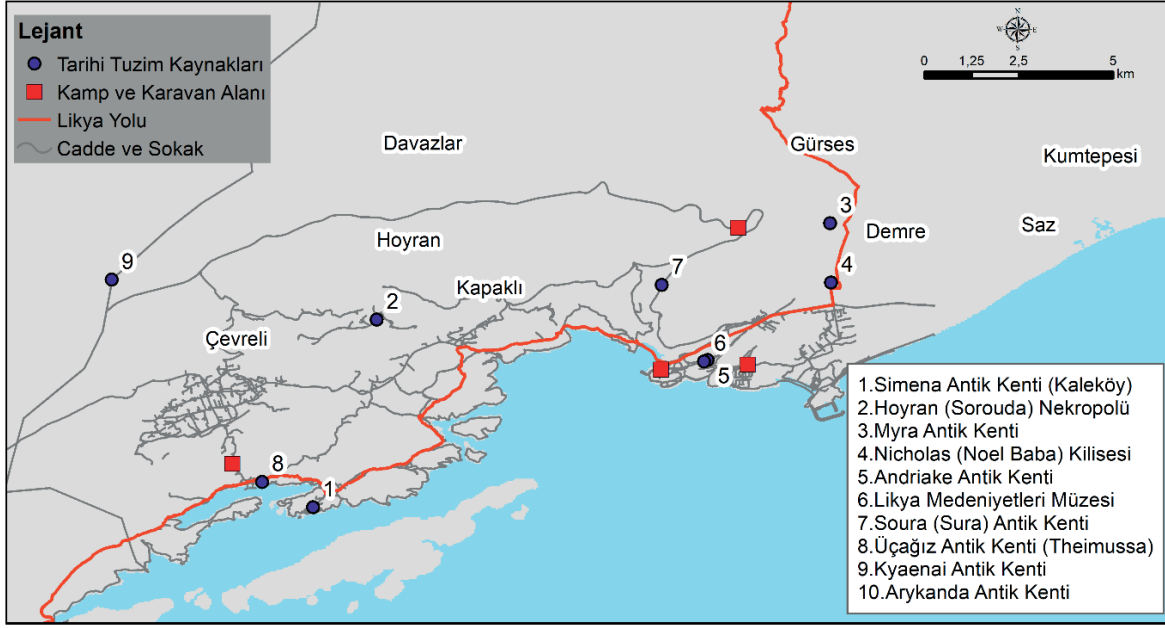 Lejant
Tarihi Tuzim Kaynakları
Kamp ve Karavan Alanı
Likya Yolu
Cadde ve Sokak
N
W
E
S
0 1,25 2,5 5
km
Davazlar
Gürses
Kumtepesi
3
Demre
Saz
Hoyran
9
7
4
Kapaklı
2
Çevreli
6
5
8
1
1.Simena Antik Kenti (Kaleköy)
2.Hoyran (Sorouda) Nekropolü
3.Myra Antik Kenti
4.Nicholas (Noel Baba) Kilisesi
5.Andriake Antik Kenti
6.Likya Medeniyetleri Müzesi
7.Soura (Sura) Antik Kenti
8.Üçağız Antik Kenti (Theimussa)
9.Kyaenai Antik Kenti
10.Arykanda Antik Kenti